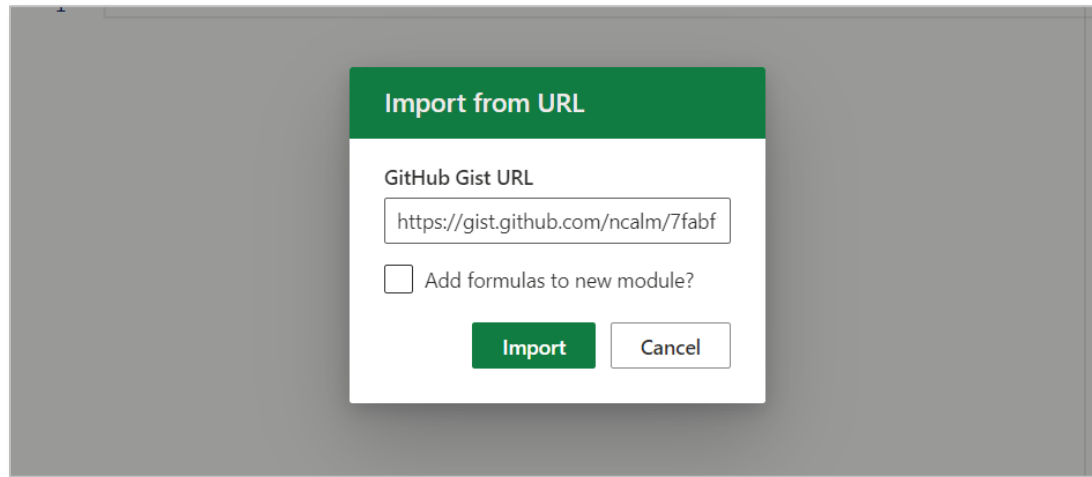 1
Import from URL
GitHub Gist URL
https://gist.github.com/ncalm/7fabf
Add formulas to new module?
Import Cancel